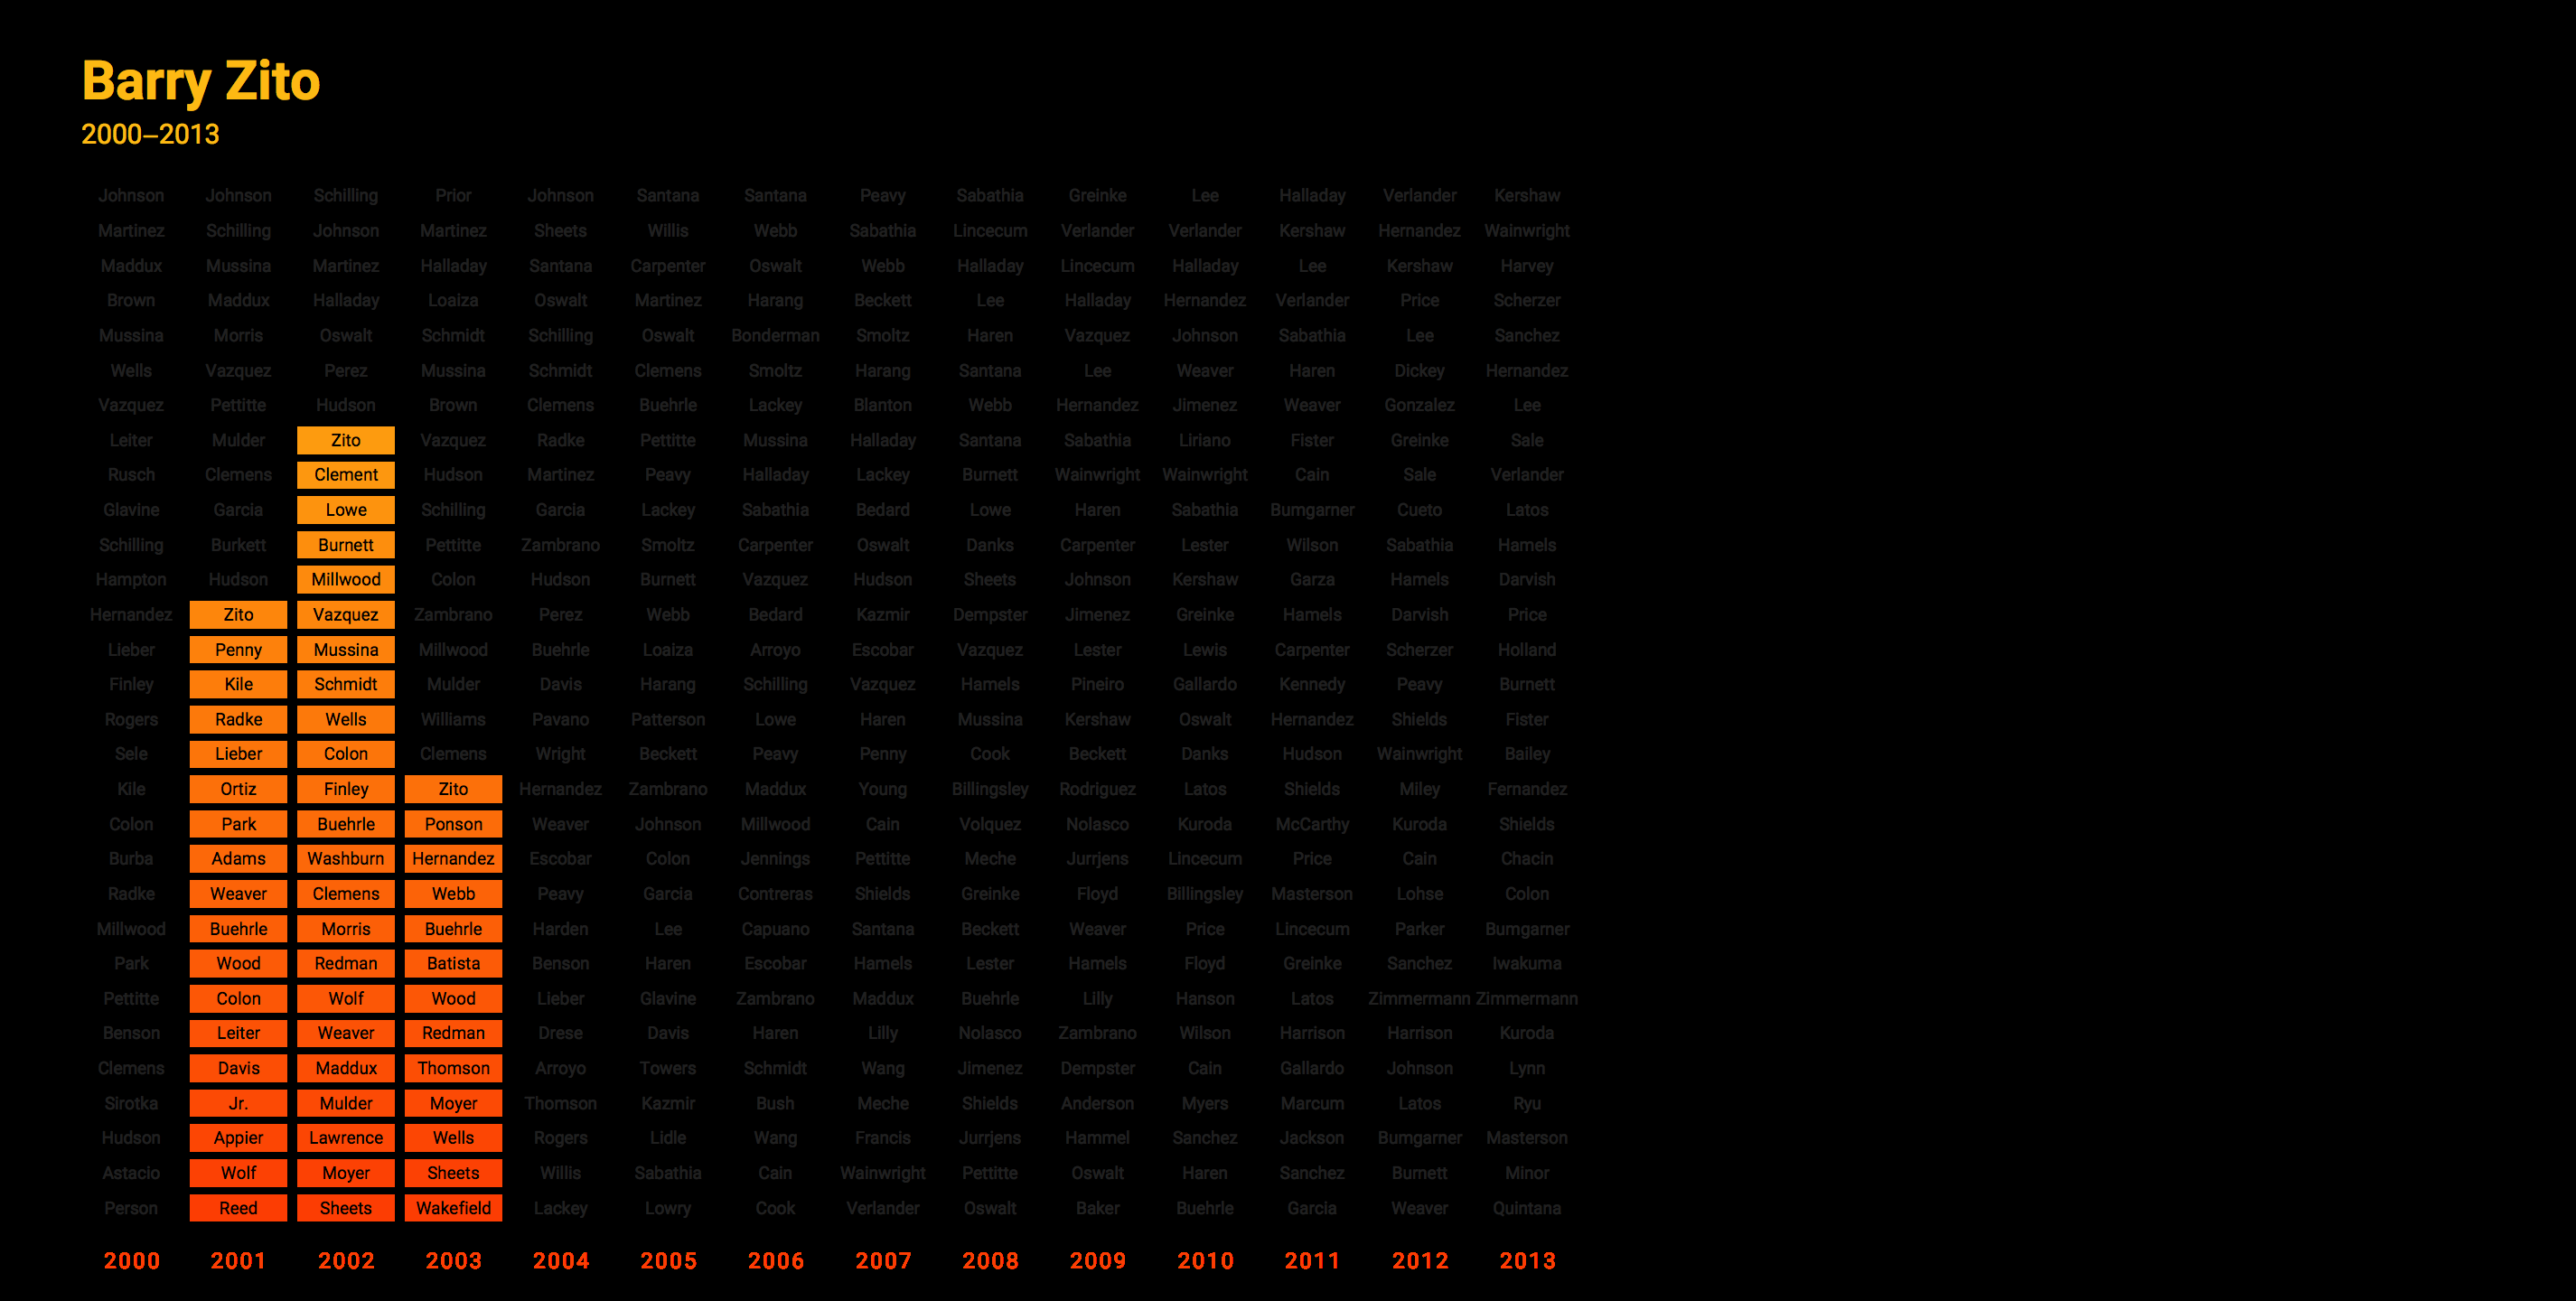 Barry Zito
2000–2013
Johnson Johnson Schilling Prior Johnson Santana Santana Peavy Sabathia Greinke Lee Halladay Verlander Kershaw
Martinez Schilling Johnson Martinez Sheets Willis Webb Sabathia Lincecum Verlander Verlander Kershaw Hernandez Wainwright
Maddux Mussina Martinez Halladay Santana Carpenter Oswalt Webb Halladay Lincecum Halladay Lee Kershaw Harvey
Brown Maddux Halladay Loaiza Oswalt Martinez Harang Beckett Lee Halladay Hernandez Verlander Price Scherzer
Mussina Morris Oswalt Schmidt Schilling Oswalt Bonderman Smoltz Haren Vazquez Johnson Sabathia Lee Sanchez
Wells Vazquez Perez Mussina Schmidt Clemens Smoltz Harang Santana Lee Weaver Haren Dickey Hernandez
Vazquez Pettitte Hudson Brown Clemens Buehrle Lackey Blanton Webb Hernandez Jimenez Weaver Gonzalez Lee
Leiter Mulder Zito Vazquez Radke Pettitte Mussina Halladay Santana Sabathia Liriano Fister Greinke Sale
Rusch Clemens Clement Hudson Martinez Peavy Halladay Lackey Burnett Wainwright Wainwright Cain Sale Verlander
Glavine Garcia Lowe Schilling Garcia Lackey Sabathia Bedard Lowe Haren Sabathia Bumgarner Cueto Latos
Schilling Burkett Burnett Pettitte Zambrano Smoltz Carpenter Oswalt Danks Carpenter Lester Wilson Sabathia Hamels
Hampton Hudson Millwood Colon Hudson Burnett Vazquez Hudson Sheets Johnson Kershaw Garza Hamels Darvish
Hernandez Zito Vazquez Zambrano Perez Webb Bedard Kazmir Dempster Jimenez Greinke Hamels Darvish Price
Lieber Penny Mussina Millwood Buehrle Loaiza Arroyo Escobar Vazquez Lester Lewis Carpenter Scherzer Holland
Finley Kile Schmidt Mulder Davis Harang Schilling Vazquez Hamels Pineiro Gallardo Kennedy Peavy Burnett
Rogers Radke Wells Williams Pavano Patterson Lowe Haren Mussina Kershaw Oswalt Hernandez Shields Fister
Sele Lieber Colon Clemens Wright Beckett Peavy Penny Cook Beckett Danks Hudson Wainwright Bailey
Kile Ortiz Finley Zito Hernandez Zambrano Maddux Young Billingsley Rodriguez Latos Shields Miley Fernandez
Colon Park Buehrle Ponson Weaver Johnson Millwood Cain Volquez Nolasco Kuroda McCarthy Kuroda Shields
Burba Adams Washburn Hernandez Escobar Colon Jennings Pettitte Meche Jurrjens Lincecum Price Cain Chacin
Radke Weaver Clemens Webb Peavy Garcia Contreras Shields Greinke Floyd Billingsley Masterson Lohse Colon
Millwood Buehrle Morris Buehrle Harden Lee Capuano Santana Beckett Weaver Price Lincecum Parker Bumgarner
Park Wood Redman Batista Benson Haren Escobar Hamels Lester Hamels Floyd Greinke Sanchez Iwakuma
Pettitte Colon Wolf Wood Lieber Glavine Zambrano Maddux Buehrle Lilly Hanson Latos Zimmermann Zimmermann
Benson Leiter Weaver Redman Drese Davis Haren Lilly Nolasco Zambrano Wilson Harrison Harrison Kuroda
Clemens Davis Maddux Thomson Arroyo Towers Schmidt Wang Jimenez Dempster Cain Gallardo Johnson Lynn
Sirotka Jr. Mulder Moyer Thomson Kazmir Bush Meche Shields Anderson Myers Marcum Latos Ryu
Hudson Appier Lawrence Wells Rogers Lidle Wang Francis Jurrjens Hammel Sanchez Jackson Bumgarner Masterson
Astacio Wolf Moyer Sheets Willis Sabathia Cain Wainwright Pettitte Oswalt Haren Sanchez Burnett Minor
Person Reed Sheets Wakefield Lackey Lowry Cook Verlander Oswalt Baker Buehrle Garcia Weaver Quintana
2000 2001 2002 2003 2004 2005 2006 2007 2008 2009 2010 2011 2012 2013